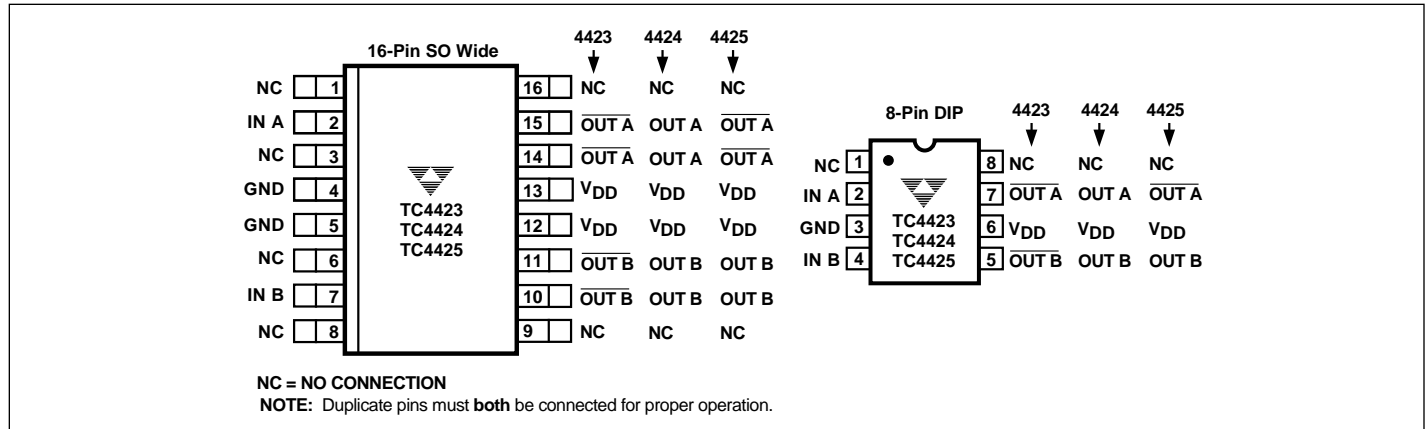 16-Pin SO Wide
4423 4424 4425
NC 1 16 NC NC NC
IN A 2 15 OUT A OUT A OUT A
NC 3 14 OUT A OUT A OUT A
GND 4 13 VDD VDD VDD
GND 5 12 VDD VDD VDD
NC 6 11 OUT B OUT B OUT B
IN B 7 10 OUT B OUT B OUT B
NC 8 9 NC NC NC
TC4423
TC4424
TC4425
8-Pin DIP
4423 4424 4425
NC 1 8 NC NC NC
IN A 2 7 OUT A OUT A OUT A
GND 3 6 VDD VDD VDD
IN B 4 5 OUT B OUT B OUT B
TC4423
TC4424
TC4425
NC = NO CONNECTION
NOTE: Duplicate pins must both be connected for proper operation.